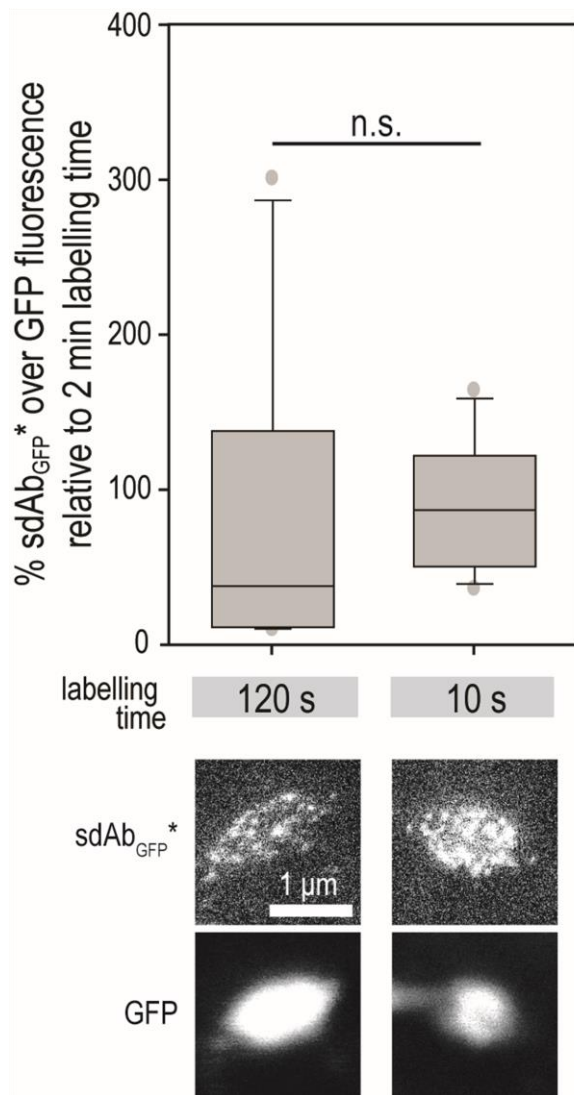 % sdAbGFP* over GFP fluorescence
relative to 2 min labelling time
400
300
200
100
0
n.s.
labelling
time
120 s
10 s
sdAbGFP*
1 µm
GFP